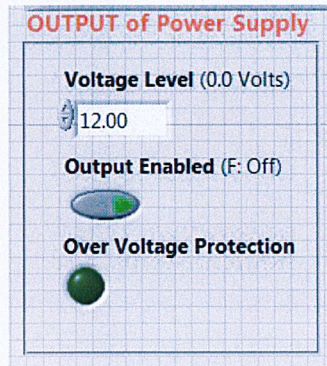 OUTPUT of Power Supply
Voltage Level (0.0 Volts)
12.00
Output Enabled (F: Off)
Over Voltage Protection